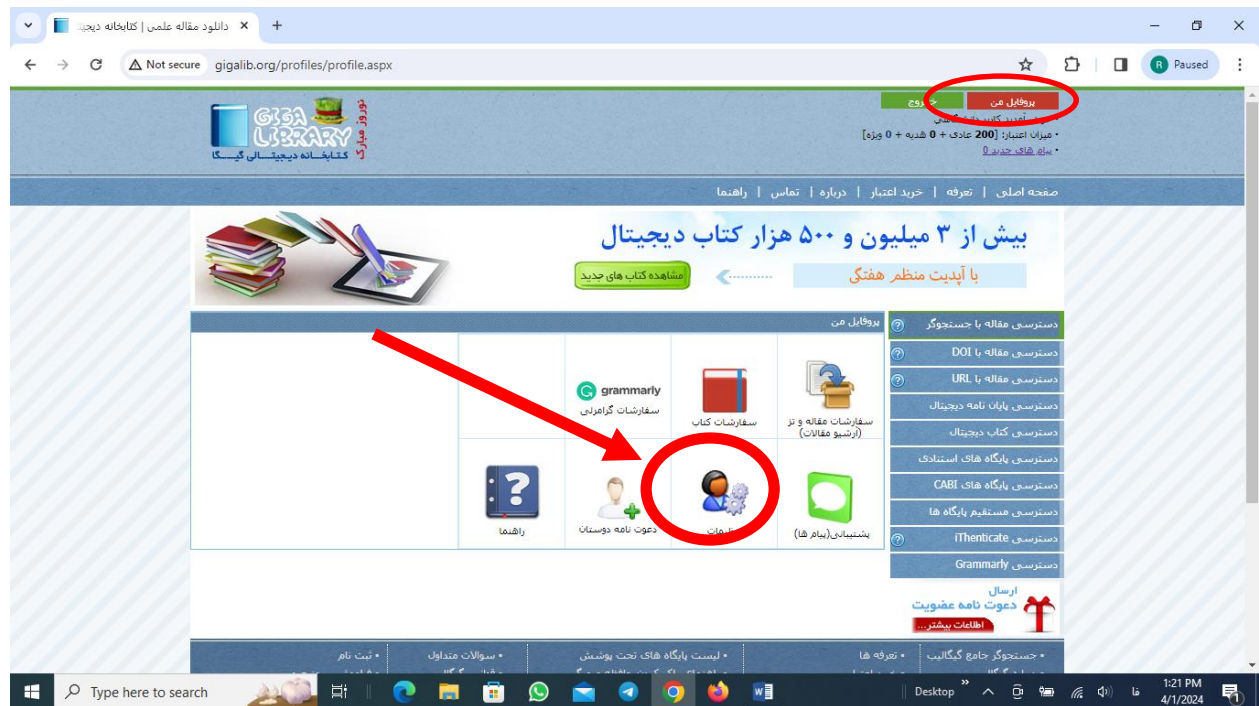 دانلود مقاله علمی | کتابخانه دیجیتا
Not secure
gigalib.org/profiles/profile.aspx
R
Paused
GIGA
LIBRARY
کتابخـــانه دیـجیتـــالی گیـــگا
نوروز مبارک
پروفایل من
میزان اعتبار: [200 عادی + 0 هدیه + 0 ویژه]
پیام های جدید 0
صفحه اصلی | تعرفه | خرید اعتبار | درباره | تماس | راهنما
بیش از ۳ میلیون و ۵۰۰ هزار کتاب دیجیتال
با آپدیت منظم هفتگی
مشاهده کتاب های جدید
دسترسی مقاله با جستجوگر
دسترسی مقاله با DOI
دسترسی مقاله با URL
دسترسی پایان نامه دیجیتال
دسترسی کتاب دیجیتال
دسترسی پایگاه های استنادی
دسترسی پایگاه های CABI
دسترسی مستقیم پایگاه ها
دسترسی iThenticate
دسترسی Grammarly
ارسال
دعوت نامه عضویت
اطلاعات بیشتر...
پروفایل من
سفارشات مقاله و تز
(آرشیو مقالات)
سفارشات کتاب
grammarly
سفارشات گرامرلی
پشتیبانی(پیام ها)
دعوت نامه دوستان
راهنما
• جستجوگر جامع گیگالیب
• تعرفه ها
• لیست پایگاه های تحت پوشش
• سوالات متداول
• ثبت نام
Type here to search
Desktop
فا
1:21 PM
4/1/2024
1